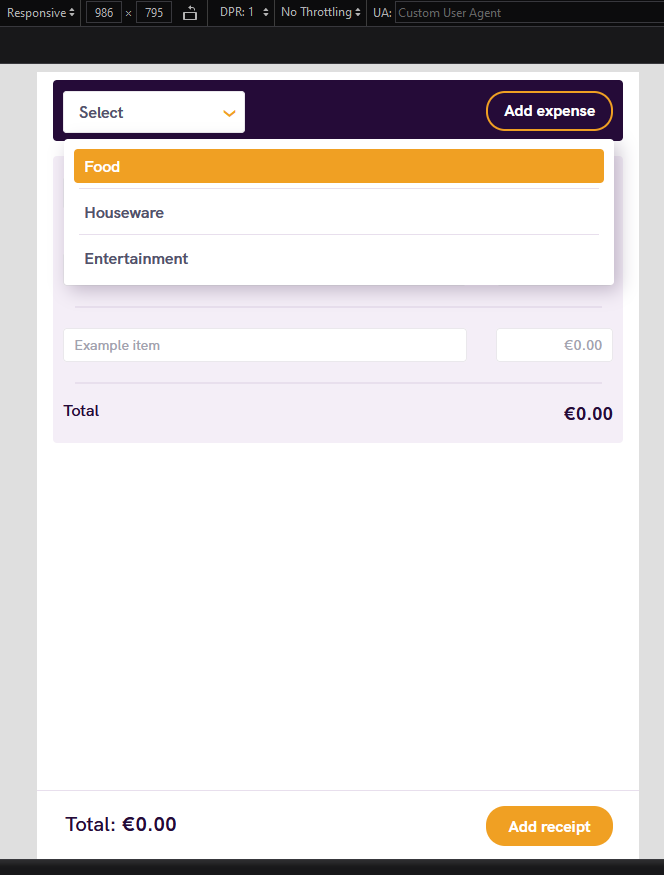 Responsive 986 × 795 DPR: 1 No Throttling UA: Custom User Agent
Select Add expense
Food
Houseware
Entertainment
Example item €0.00
Total €0.00
Total: €0.00 Add receipt